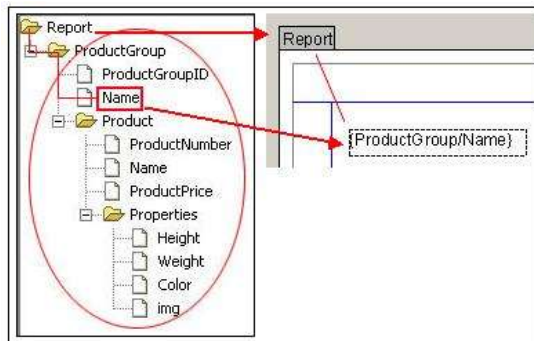 Report
ProductGroup
ProductGroupID
Name
Product
ProductNumber
Name
ProductPrice
Properties
Height
Weight
Color
img
Report
{ProductGroup/Name}